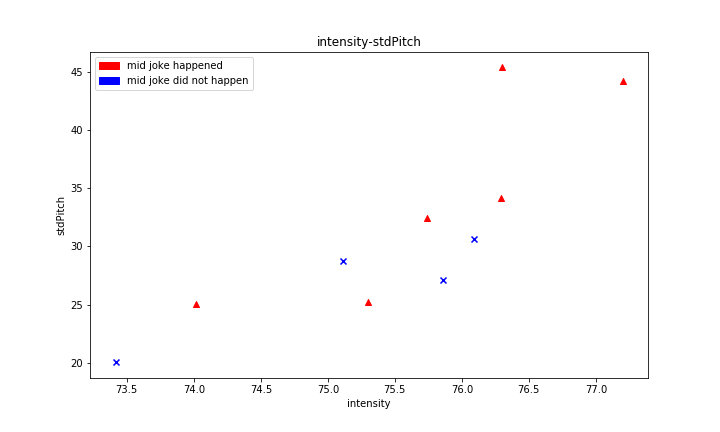 intensity-stdPitch
mid joke happened
mid joke did not happen
stdPitch
45
40
35
30
25
20
73.5 74.0 74.5 75.0 75.5 76.0 76.5 77.0
intensity